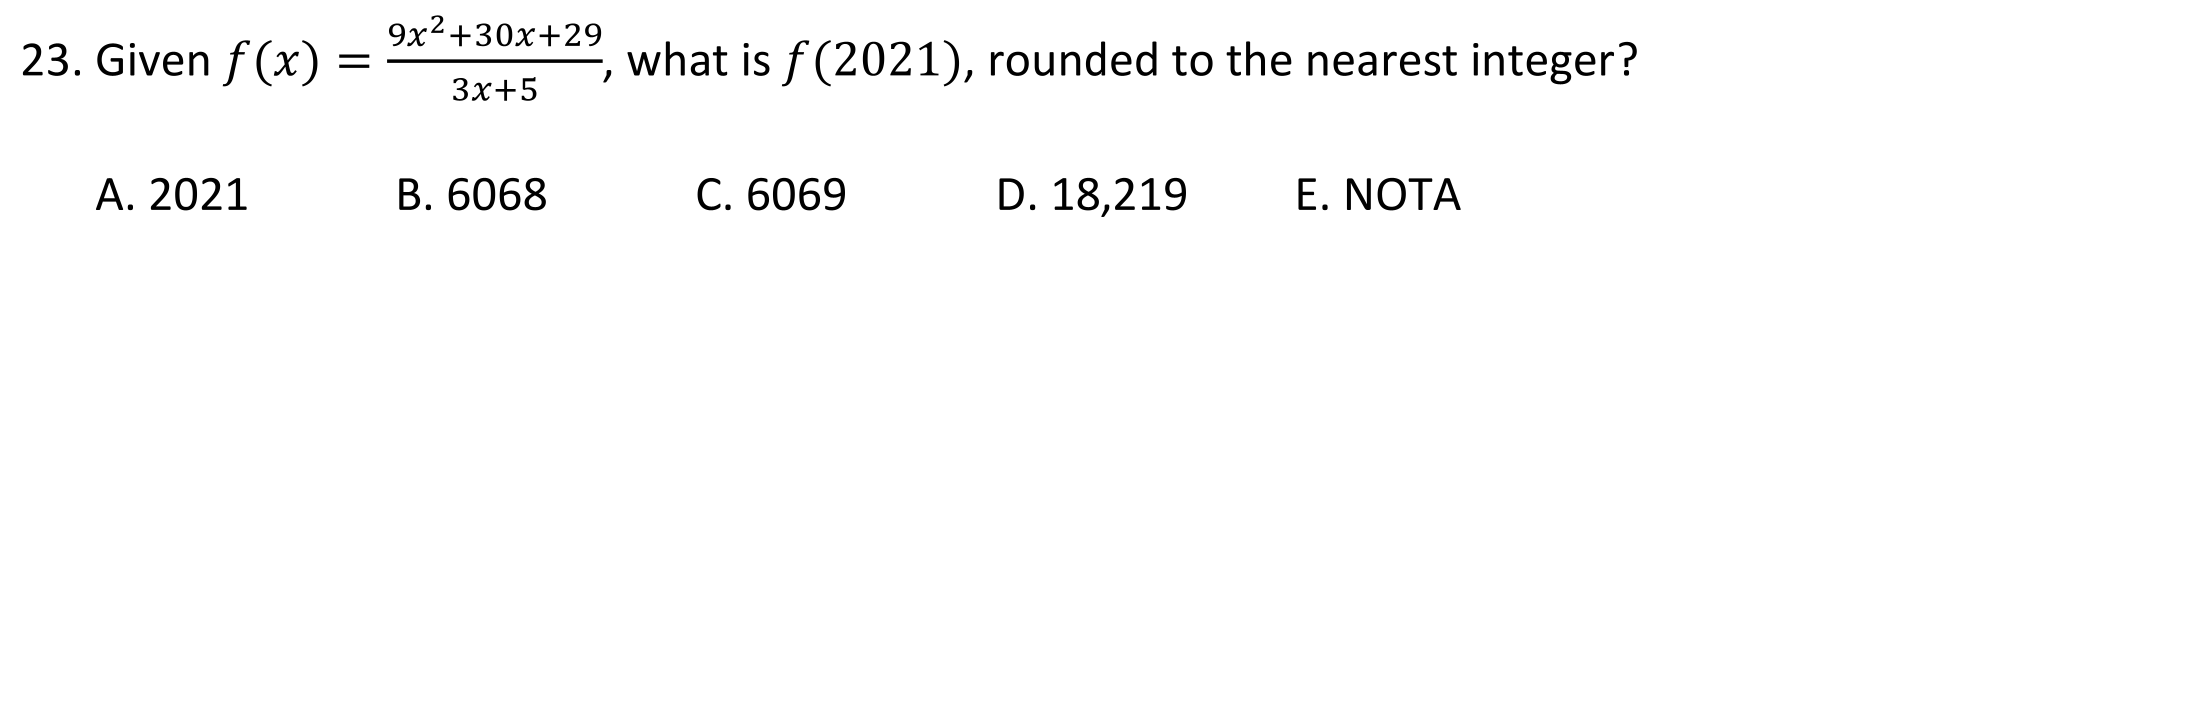 23. Given f(x) = \frac{9x^2+30x+29}{3x+5}, what is f(2021), rounded to the nearest integer?
A. 2021 B. 6068 C. 6069 D. 18,219 E. NOTA